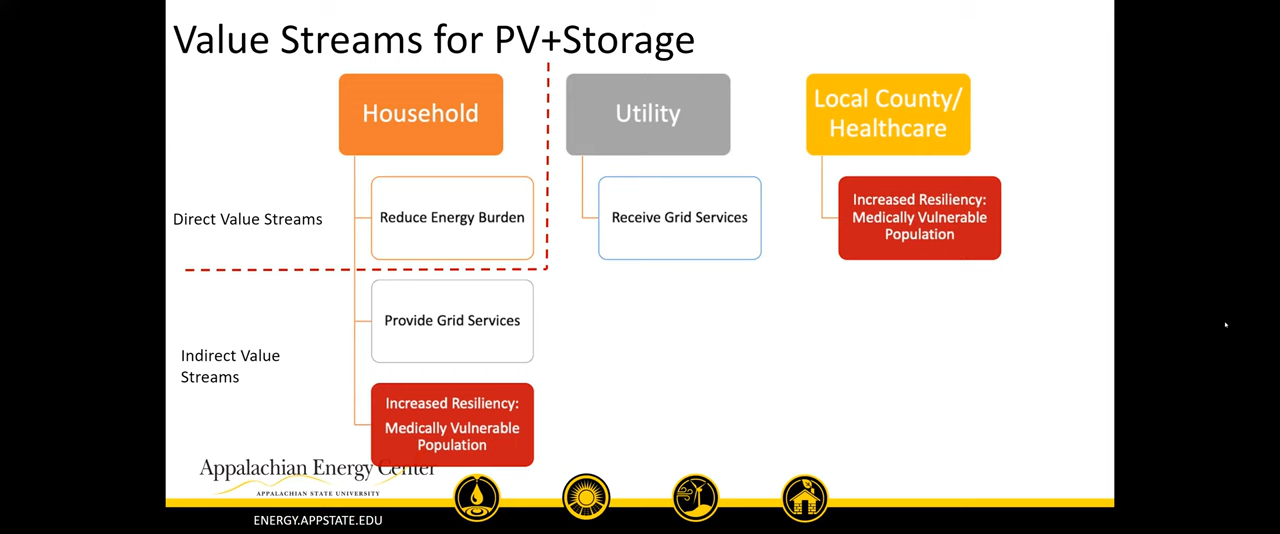 Value Streams for PV+Storage
Household
Utility
Local County/
Healthcare
Direct Value Streams
Reduce Energy Burden
Receive Grid Services
Increased Resiliency:
Medically Vulnerable
Population
Provide Grid Services
Indirect Value
Streams
Increased Resiliency:
Medically Vulnerable
Population
Appalachian Energy Center
APPALACHIAN STATE UNIVERSITY
ENERGY.APPSTATE.EDU